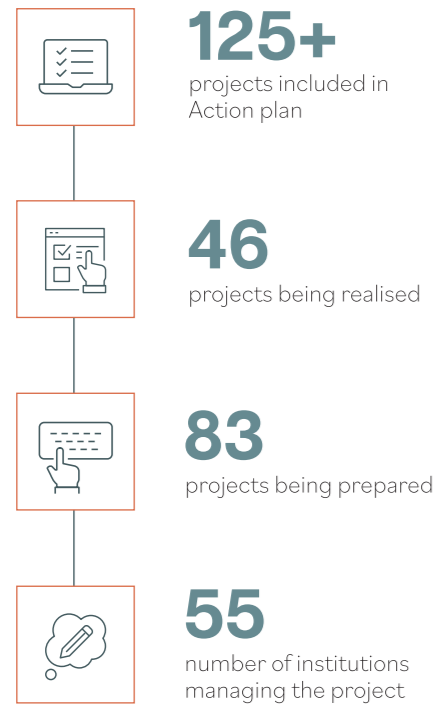 125+
projects included in
Action plan
46
projects being realised
83
projects being prepared
55
number of institutions
managing the project